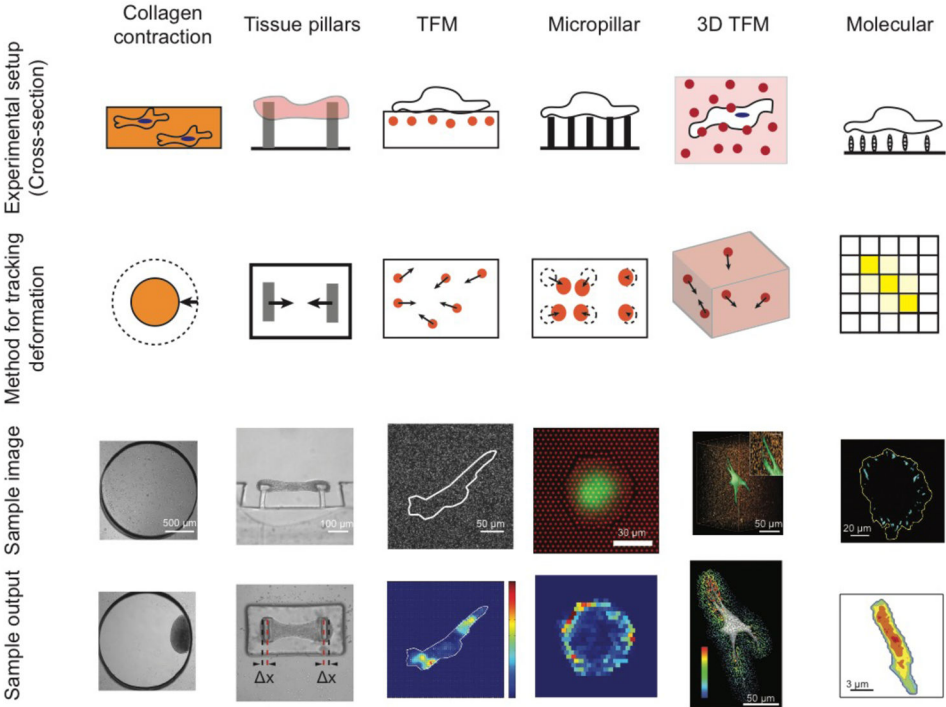 Collagen
contraction
Tissue pillars
TFM
Micropillar
3D TFM
Molecular
Experimental setup
(Cross-section)
Method for tracking
deformation
Sample image
500 µm
100 µm
50 µm
30 µm
50 µm
20 µm
Sample output
Δx
Δx
50 µm
3 µm